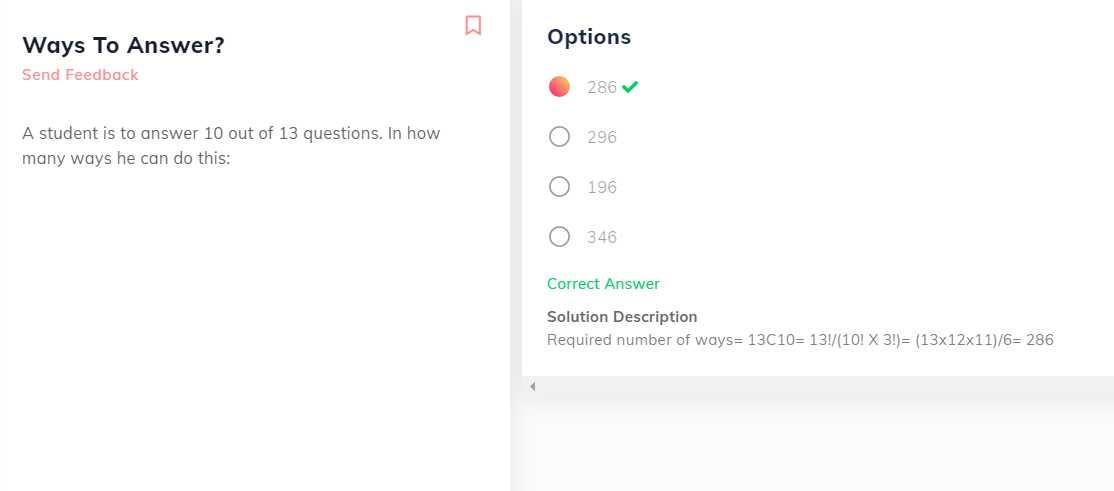 Ways To Answer?
Send Feedback
A student is to answer 10 out of 13 questions. In how
many ways he can do this:
Options
286
296
196
346
Correct Answer
Solution Description
Required number of ways= 13C10= 13!/(10! X 3!)= (13x12x11)/6= 286